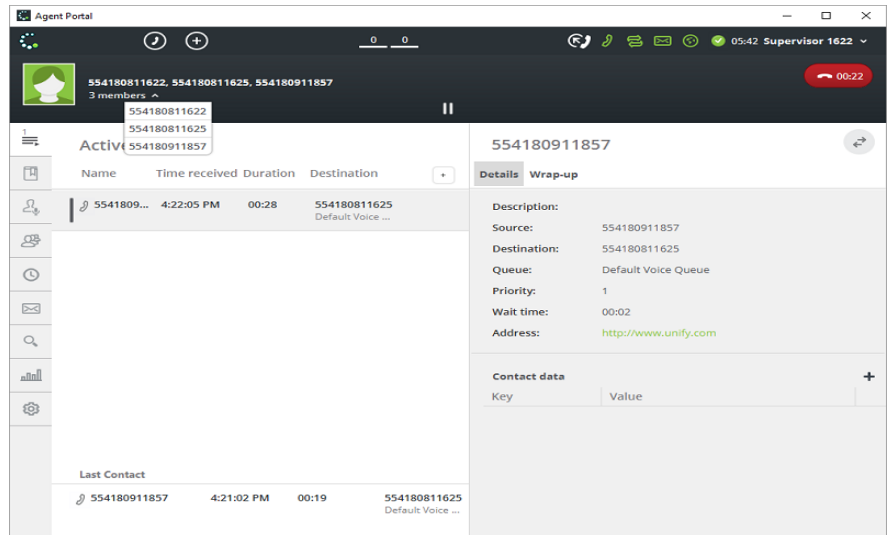 Agent Portal
0 0
05:42 Supervisor 1622
554180811622, 554180811625, 554180911857
3 members
00:22
554180811622
554180811625
554180911857
1
Active
Name Time received Duration Destination +
5541809... 4:22:05 PM 00:28 554180811625
Default Voice ...
Last Contact
554180911857 4:21:02 PM 00:19 554180811625
Default Voice ...
554180911857
Details Wrap-up
Description:
Source: 554180911857
Destination: 554180811625
Queue: Default Voice Queue
Priority: 1
Wait time: 00:02
Address: http://www.unify.com
Contact data +
Key Value